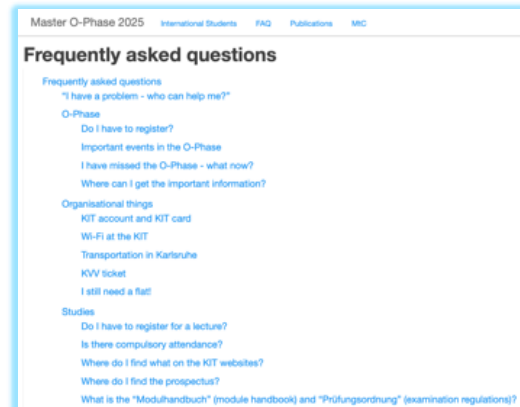 Master O-Phase 2025 International Students FAQ Publications MtC
Frequently asked questions
Frequently asked questions
"I have a problem - who can help me?"
O-Phase
Do I have to register?
Important events in the O-Phase
I have missed the O-Phase - what now?
Where can I get the important information?
Organisational things
KIT account and KIT card
Wi-Fi at the KIT
Transportation in Karlsruhe
KVV ticket
I still need a flat!
Studies
Do I have to register for a lecture?
Is there compulsory attendance?
Where do I find what on the KIT websites?
Where do I find the prospectus?
What is the "Modulhandbuch" (module handbook) and "Prüfungsordnung" (examination regulations)?